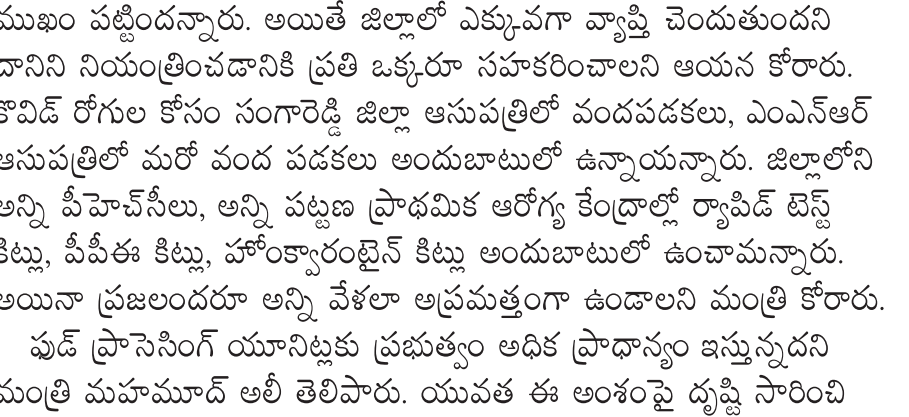 ముఖం పట్టిందన్నారు. అయితే జిల్లాలో ఎక్కువగా వ్యాప్తి చెందుతుందని
దానిని నియంత్రించడానికి ప్రతి ఒక్కరూ సహకరించాలని ఆయన కోరారు.
కొవిడ్ రోగుల కోసం సంగారెడ్డి జిల్లా ఆసుపత్రిలో వందపడకలు, ఎంఎన్ఆర్
ఆసుపత్రిలో మరో వంద పడకలు అందుబాటులో ఉన్నాయన్నారు. జిల్లాలోని
అన్ని పీహెచ్‌సీలు, అన్ని పట్టణ ప్రాథమిక ఆరోగ్య కేంద్రాల్లో ర్యాపిడ్ టెస్ట్
కిట్లు, పీపీఈ కిట్లు, హోంక్వారంటైన్ కిట్లు అందుబాటులో ఉంచామన్నారు.
అయినా ప్రజలందరూ అన్ని వేళలా అప్రమత్తంగా ఉండాలని మంత్రి కోరారు.
ఫుడ్ ప్రాసెసింగ్ యూనిట్లకు ప్రభుత్వం అధిక ప్రాధాన్యం ఇస్తున్నదని
మంత్రి మహమూద్ అలీ తెలిపారు. యువత ఈ అంశంపై దృష్టి సారించి